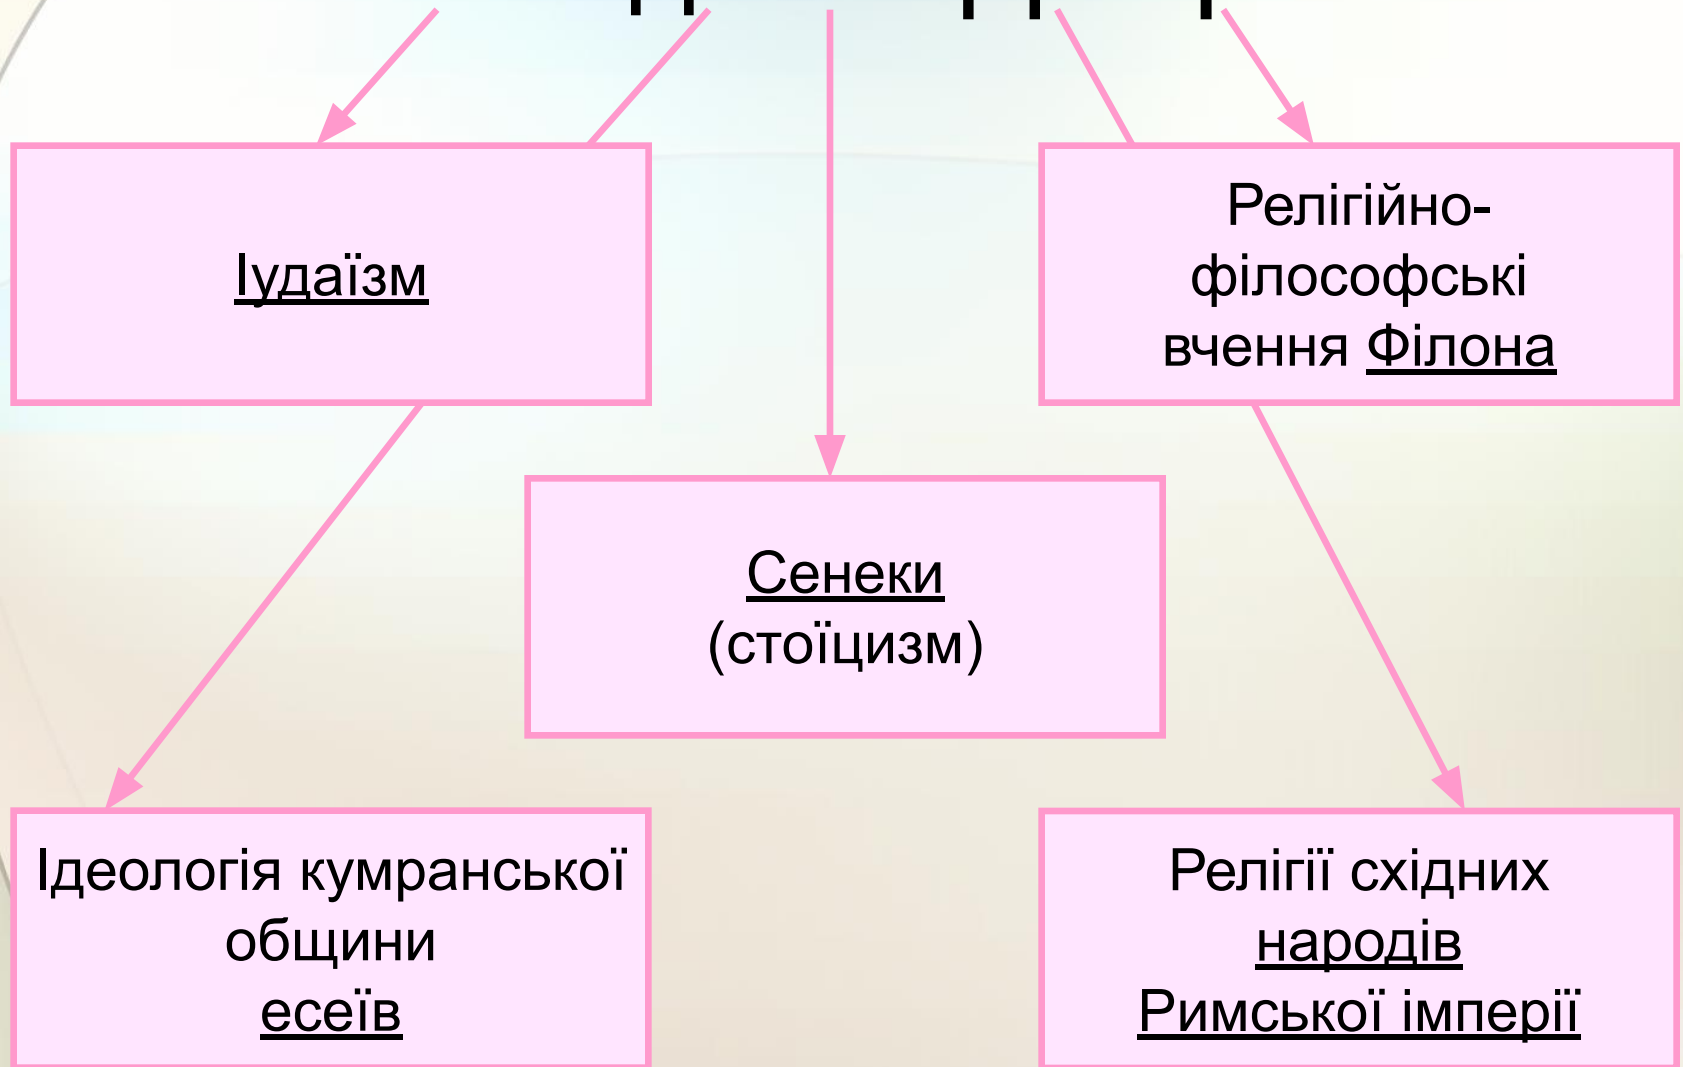 Іудаїзм
Релігійно-
філософські
вчення Філона
Сенеки
(стоїцизм)
Ідеологія кумранської
общини
есеїв
Релігії східних
народів
Римської імперії